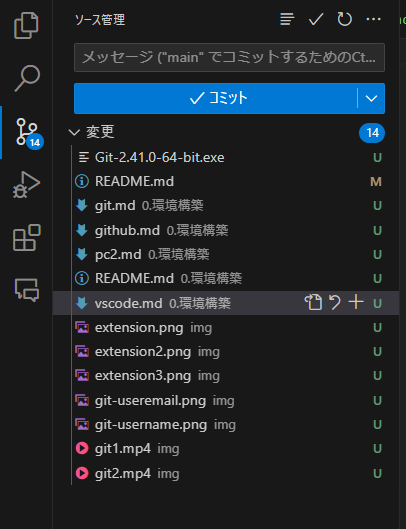 ソース管理
メッセージ ("main" でコミットするためのCt...
コミット
変更 14
Git-2.41.0-64-bit.exe U
README.md M
git.md 0.環境構築 U
github.md 0.環境構築 U
pc2.md 0.環境構築 U
README.md 0.環境構築 U
vscode.md 0.環境構築 U
extension.png img U
extension2.png img U
extension3.png img U
git-useremail.png img U
git-username.png img U
git1.mp4 img U
git2.mp4 img U
14